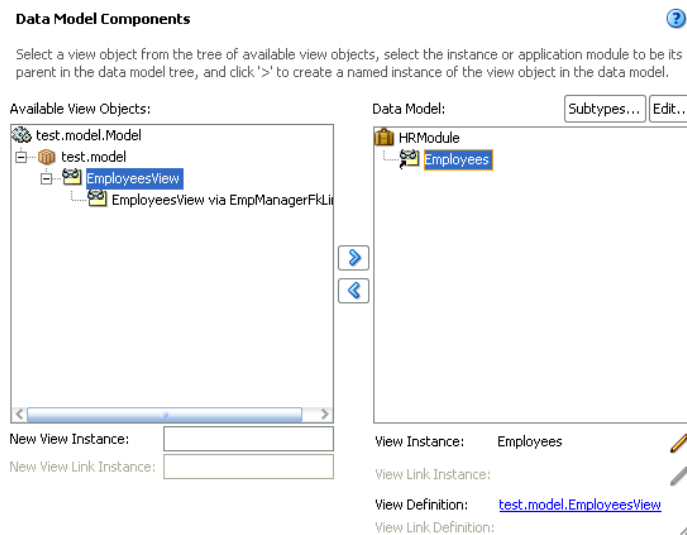 Data Model Components
Select a view object from the tree of available view objects, select the instance or application module to be its
parent in the data model tree, and click '>' to create a named instance of the view object in the data model.
Available View Objects:
Data Model:
Subtypes...
Edit...
test.model.Model
test.model
EmployeesView
EmployeesView via EmpManagerFkLi
HRModule
Employees
New View Instance:
New View Link Instance:
View Instance: Employees
View Link Instance:
View Definition: test.model.EmployeesView
View Link Definition: